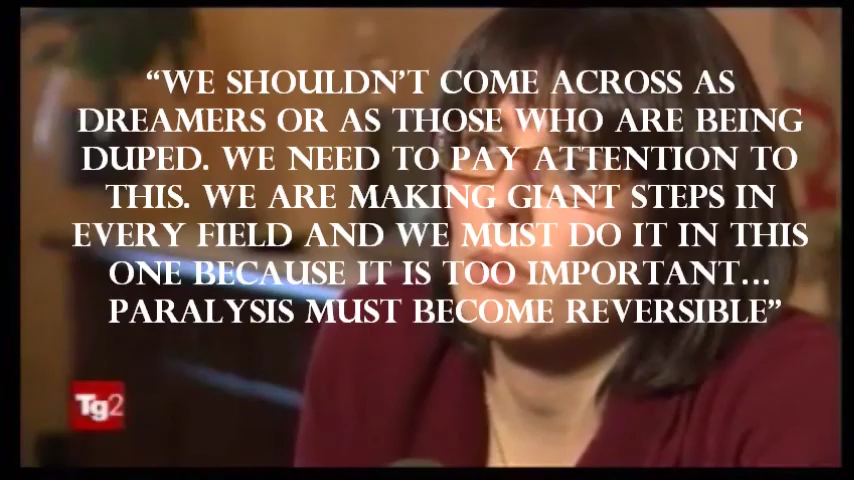 “WE SHOULDN’T COME ACROSS AS
DREAMERS OR AS THOSE WHO ARE BEING
DUPED. WE NEED TO PAY ATTENTION TO
THIS. WE ARE MAKING GIANT STEPS IN
EVERY FIELD AND WE MUST DO IT IN THIS
ONE BECAUSE IT IS TOO IMPORTANT...
PARALYSIS MUST BECOME REVERSIBLE”
Tg2